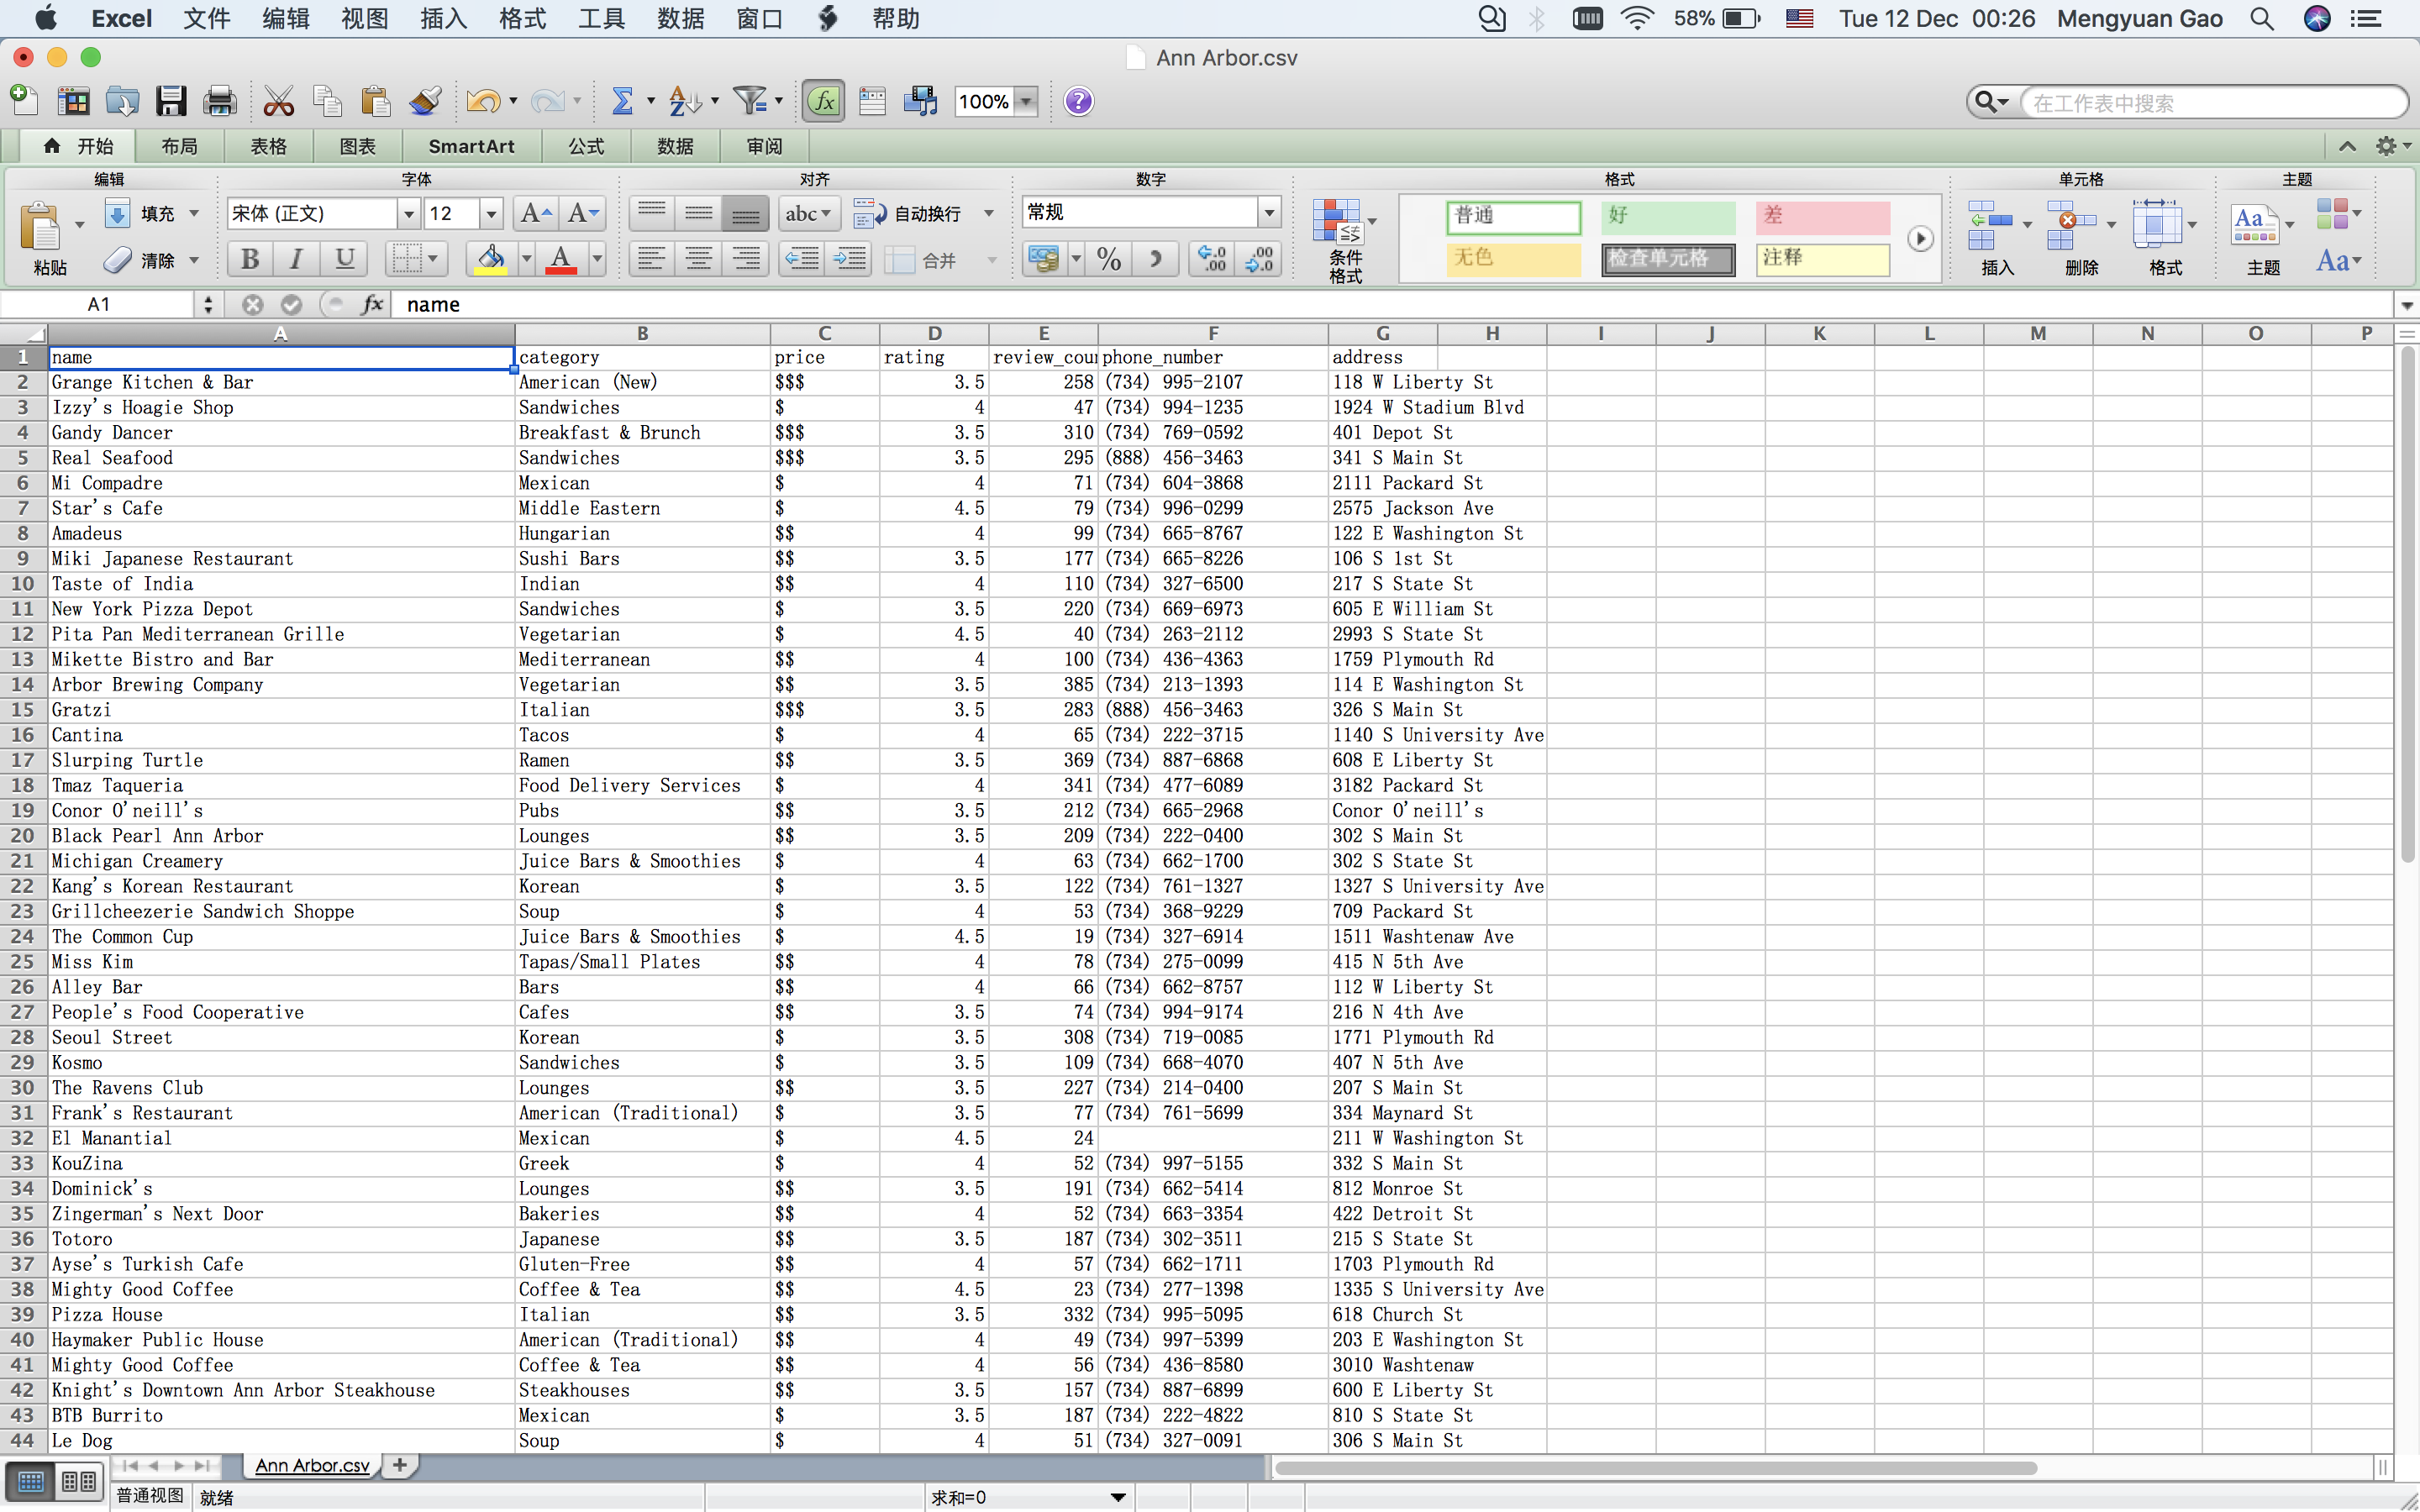 Excel 文件 编辑 视图 插入 格式 工具 数据 窗口 帮助 58% Tue 12 Dec 00:26 Mengyuan Gao
Ann Arbor.csv
100% 在工作表中搜索
开始 布局 表格 图表 SmartArt 公式 数据 审阅
编辑 字体 对齐 数字 格式 单元格 主题
填充 宋体 (正文) 12 abc 自动换行 常规 普通 好 差
粘贴 清除 合并 条件格式 无色 检查单元格 注释 插入 删除 格式 主题
A1 fx name
A B C D E F G H I J K L M N O P
1 name category price rating review_cou phone_number address
2 Grange Kitchen & Bar American (New) $$$ 3.5 258 (734) 995-2107 118 W Liberty St
3 Izzy's Hoagie Shop Sandwiches $ 4 47 (734) 994-1235 1924 W Stadium Blvd
4 Gandy Dancer Breakfast & Brunch $$$ 3.5 310 (734) 769-0592 401 Depot St
5 Real Seafood Sandwiches $$$ 3.5 295 (888) 456-3463 341 S Main St
6 Mi Compadre Mexican $ 4 71 (734) 604-3868 2111 Packard St
7 Star's Cafe Middle Eastern $ 4.5 79 (734) 996-0299 2575 Jackson Ave
8 Amadeus Hungarian $$ 4 99 (734) 665-8767 122 E Washington St
9 Miki Japanese Restaurant Sushi Bars $$ 3.5 177 (734) 665-8226 106 S 1st St
10 Taste of India Indian $$ 4 110 (734) 327-6500 217 S State St
11 New York Pizza Depot Sandwiches $ 3.5 220 (734) 669-6973 605 E William St
12 Pita Pan Mediterranean Grille Vegetarian $ 4.5 40 (734) 263-2112 2993 S State St
13 Mikette Bistro and Bar Mediterranean $$ 4 100 (734) 436-4363 1759 Plymouth Rd
14 Arbor Brewing Company Vegetarian $$ 3.5 385 (734) 213-1393 114 E Washington St
15 Gratzi Italian $$$ 3.5 283 (888) 456-3463 326 S Main St
16 Cantina Tacos $ 4 65 (734) 222-3715 1140 S University Ave
17 Slurping Turtle Ramen $$ 3.5 369 (734) 887-6868 608 E Liberty St
18 Tmaz Taqueria Food Delivery Services $ 4 341 (734) 477-6089 3182 Packard St
19 Conor O'neill's Pubs $$ 3.5 212 (734) 665-2968 Conor O'neill's
20 Black Pearl Ann Arbor Lounges $$ 3.5 209 (734) 222-0400 302 S Main St
21 Michigan Creamery Juice Bars & Smoothies $ 4 63 (734) 662-1700 302 S State St
22 Kang's Korean Restaurant Korean $ 3.5 122 (734) 761-1327 1327 S University Ave
23 Grillcheezerie Sandwich Shoppe Soup $ 4 53 (734) 368-9229 709 Packard St
24 The Common Cup Juice Bars & Smoothies $ 4.5 19 (734) 327-6914 1511 Washtenaw Ave
25 Miss Kim Tapas/Small Plates $$ 4 78 (734) 275-0099 415 N 5th Ave
26 Alley Bar Bars $$ 4 66 (734) 662-8757 112 W Liberty St
27 People's Food Cooperative Cafes $$ 3.5 74 (734) 994-9174 216 N 4th Ave
28 Seoul Street Korean $ 3.5 308 (734) 719-0085 1771 Plymouth Rd
29 Kosmo Sandwiches $ 3.5 109 (734) 668-4070 407 N 5th Ave
30 The Ravens Club Lounges $$ 3.5 227 (734) 214-0400 207 S Main St
31 Frank's Restaurant American (Traditional) $ 3.5 77 (734) 761-5699 334 Maynard St
32 El Manantial Mexican $ 4.5 24 211 W Washington St
33 KouZina Greek $ 4 52 (734) 997-5155 332 S Main St
34 Dominick's Lounges $$ 3.5 191 (734) 662-5414 812 Monroe St
35 Zingerman's Next Door Bakeries $$ 4 52 (734) 663-3354 422 Detroit St
36 Totoro Japanese $$ 3.5 187 (734) 302-3511 215 S State St
37 Ayse's Turkish Cafe Gluten-Free $$ 4 57 (734) 662-1711 1703 Plymouth Rd
38 Mighty Good Coffee Coffee & Tea $$ 4.5 23 (734) 277-1398 1335 S University Ave
39 Pizza House Italian $$ 3.5 332 (734) 995-5095 618 Church St
40 Haymaker Public House American (Traditional) $$ 4 49 (734) 997-5399 203 E Washington St
41 Mighty Good Coffee Coffee & Tea $$ 4 56 (734) 436-8580 3010 Washtenaw
42 Knight's Downtown Ann Arbor Steakhouse Steakhouses $$ 3.5 157 (734) 887-6899 600 E Liberty St
43 BTB Burrito Mexican $ 3.5 187 (734) 222-4822 810 S State St
44 Le Dog Soup $ 4 51 (734) 327-0091 306 S Main St
Ann Arbor.csv
普通视图 就绪 求和=0